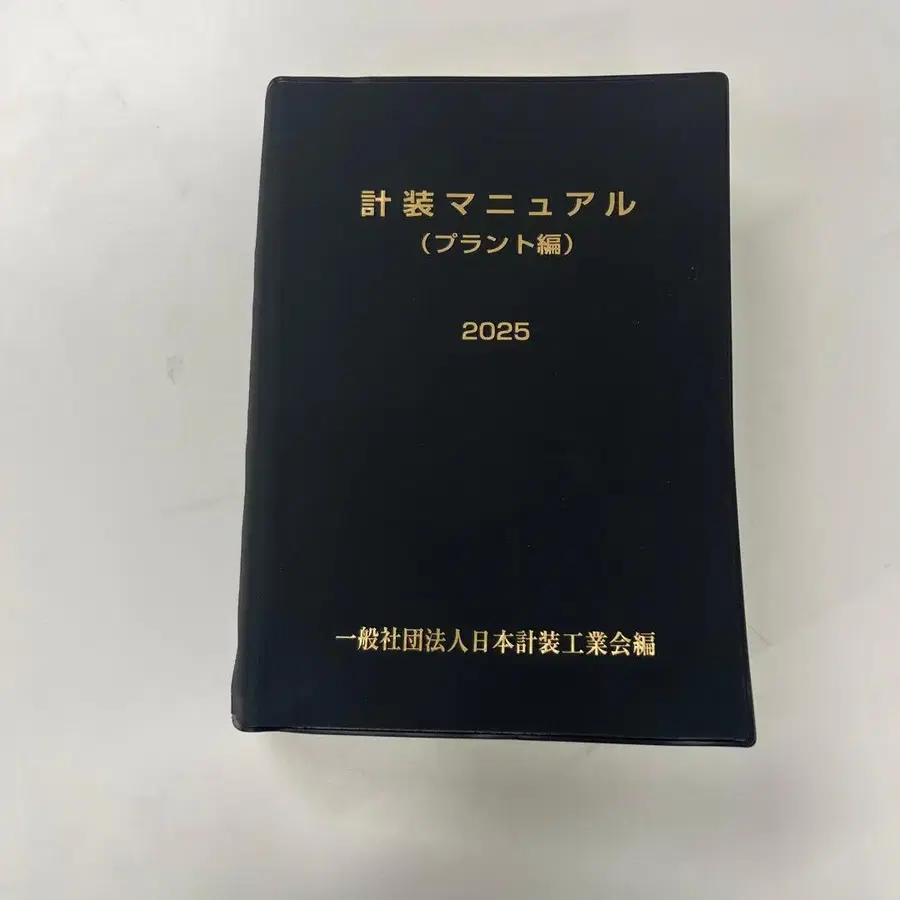 計装マニュアル
（プラント編）
2025
一般社団法人日本計装工業会編